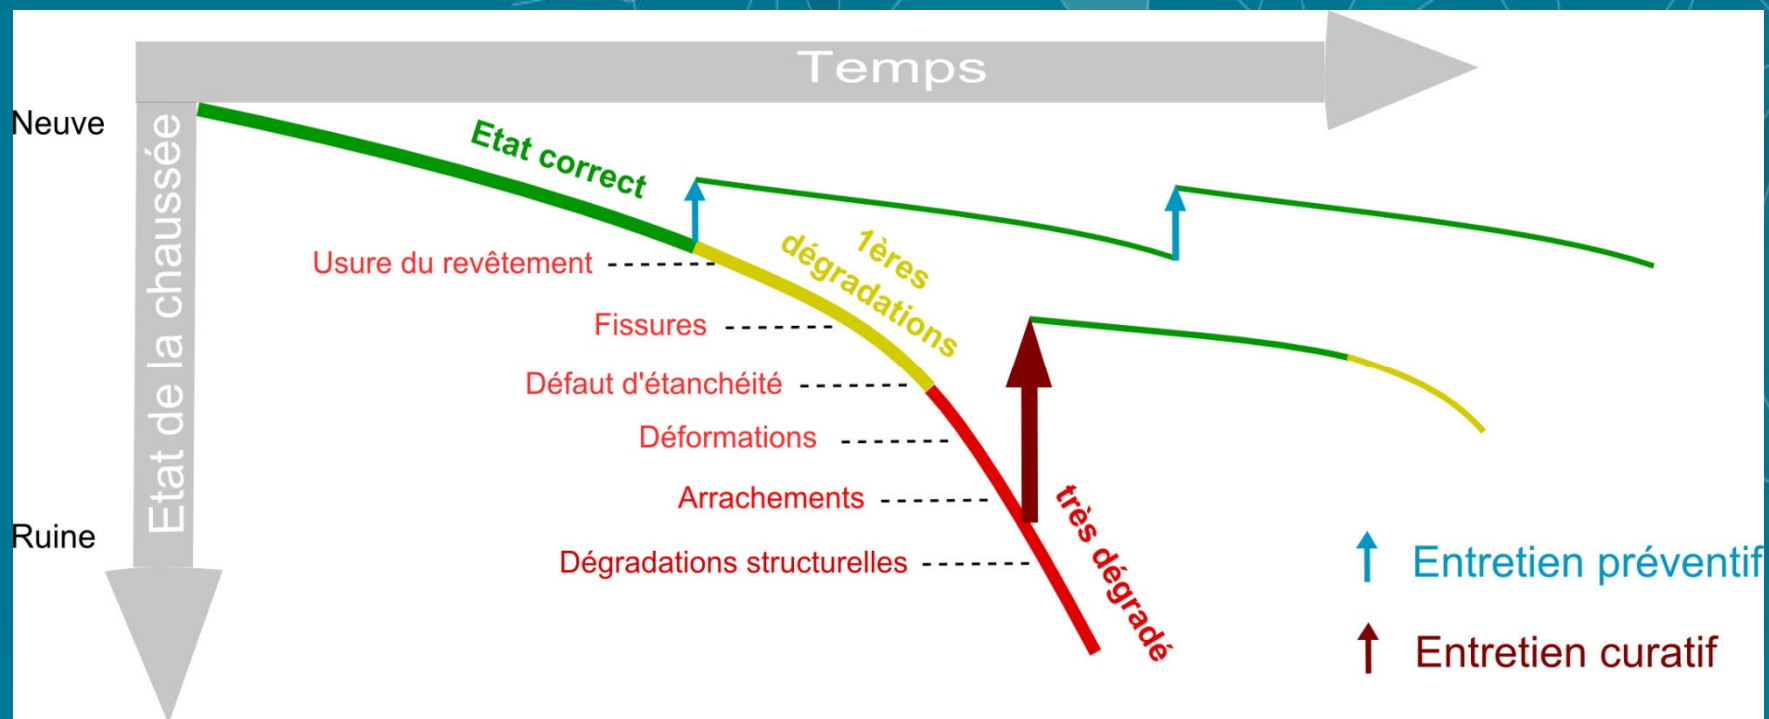 Temps
Neuve
Etat de la chaussée
Etat correct
1ères
dégradations
Usure du revêtement
Fissures
Défaut d'étanchéité
Déformations
Arrachements
Ruine
Dégradations structurelles
très dégradé
Entretien préventif
Entretien curatif